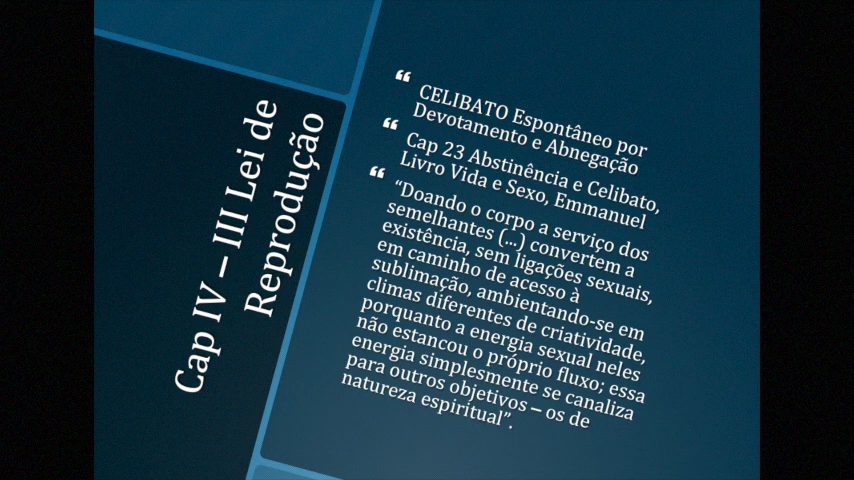 Cap IV – III Lei de
Reprodução
CELIBATO Espontâneo por
Devotamento e Abnegação
Cap 23 Abstinência e Celibato,
Livro Vida e Sexo, Emmanuel
“Doando o corpo a serviço dos
semelhantes (...) convertem a
existência, sem ligações sexuais,
em caminho de acesso à
sublimação, ambientando-se em
climas diferentes de criatividade,
porquanto a energia sexual neles
não estancou o próprio fluxo; essa
energia simplesmente se canaliza
para outros objetivos – os de
natureza espiritual”.